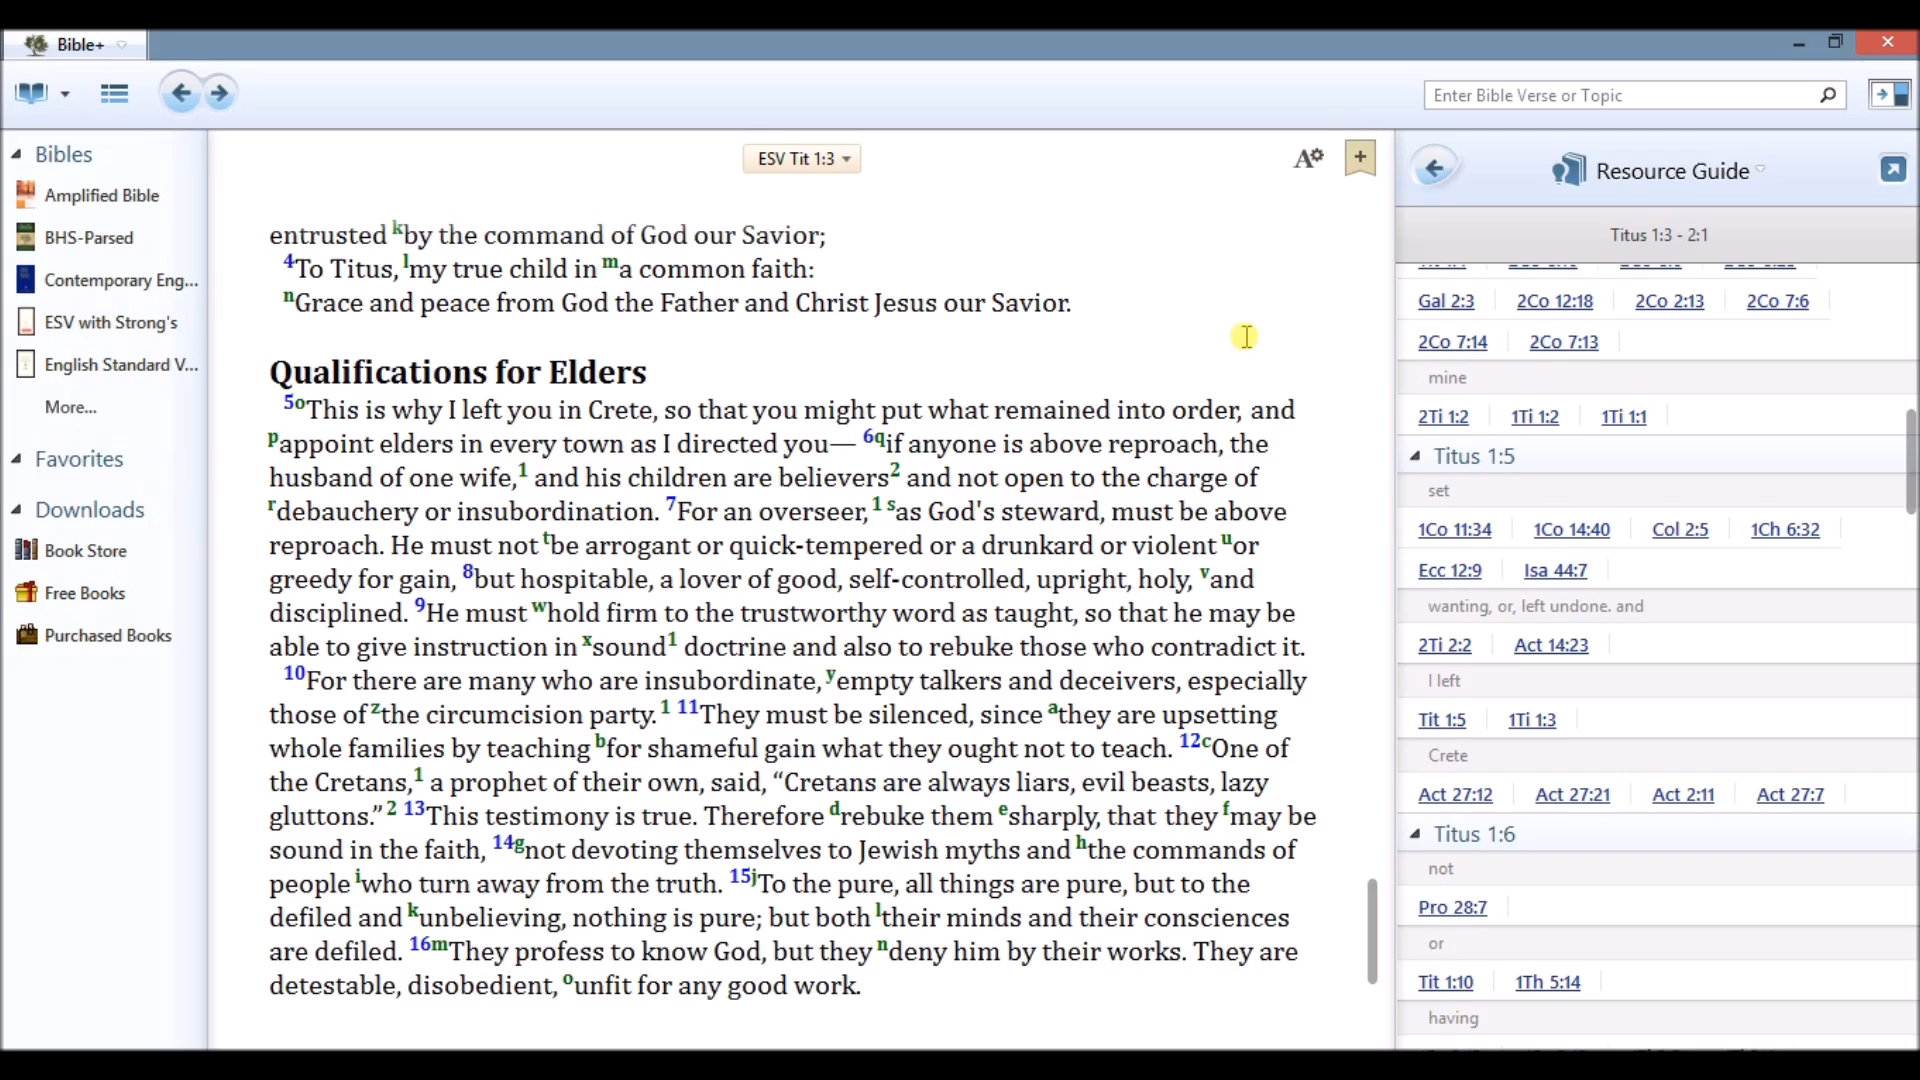 Bible+
Enter Bible Verse or Topic
Bibles
Amplified Bible
BHS-Parsed
Contemporary Eng...
ESV with Strong's
English Standard V...
More...
Favorites
Downloads
Book Store
Free Books
Purchased Books
ESV Tit 1:3
A
entrusted kby the command of God our Savior;
4To Titus, lmy true child in ma common faith:
nGrace and peace from God the Father and Christ Jesus our Savior.
Qualifications for Elders
5oThis is why I left you in Crete, so that you might put what remained into order, and
pappoint elders in every town as I directed you— 6qif anyone is above reproach, the
husband of one wife,1 and his children are believers2 and not open to the charge of
rdebauchery or insubordination. 7For an overseer,1 sas God's steward, must be above
reproach. He must not tbe arrogant or quick-tempered or a drunkard or violent uor
greedy for gain, 8but hospitable, a lover of good, self-controlled, upright, holy, vand
disciplined. 9He must whold firm to the trustworthy word as taught, so that he may be
able to give instruction in xsound1 doctrine and also to rebuke those who contradict it.
10For there are many who are insubordinate, yempty talkers and deceivers, especially
those of zthe circumcision party.1 11They must be silenced, since athey are upsetting
whole families by teaching bfor shameful gain what they ought not to teach. 12cOne of
the Cretans,1 a prophet of their own, said, “Cretans are always liars, evil beasts, lazy
gluttons.”2 13This testimony is true. Therefore drebuke them esharply, that they fmay be
sound in the faith, 14gnot devoting themselves to Jewish myths and hthe commands of
people iwho turn away from the truth. 15jTo the pure, all things are pure, but to the
defiled and kunbelieving, nothing is pure; but both ltheir minds and their consciences
are defiled. 16mThey profess to know God, but they ndeny him by their works. They are
detestable, disobedient, ounfit for any good work.
Resource Guide
Titus 1:3 - 2:1
Gal 2:3 2Co 12:18 2Co 2:13 2Co 7:6
2Co 7:14 2Co 7:13
mine
2Ti 1:2 1Ti 1:2 1Ti 1:1
Titus 1:5
set
1Co 11:34 1Co 14:40 Col 2:5 1Ch 6:32
Ecc 12:9 Isa 44:7
wanting, or, left undone. and
2Ti 2:2 Act 14:23
I left
Tit 1:5 1Ti 1:3
Crete
Act 27:12 Act 27:21 Act 2:11 Act 27:7
Titus 1:6
not
Pro 28:7
or
Tit 1:10 1Th 5:14
having